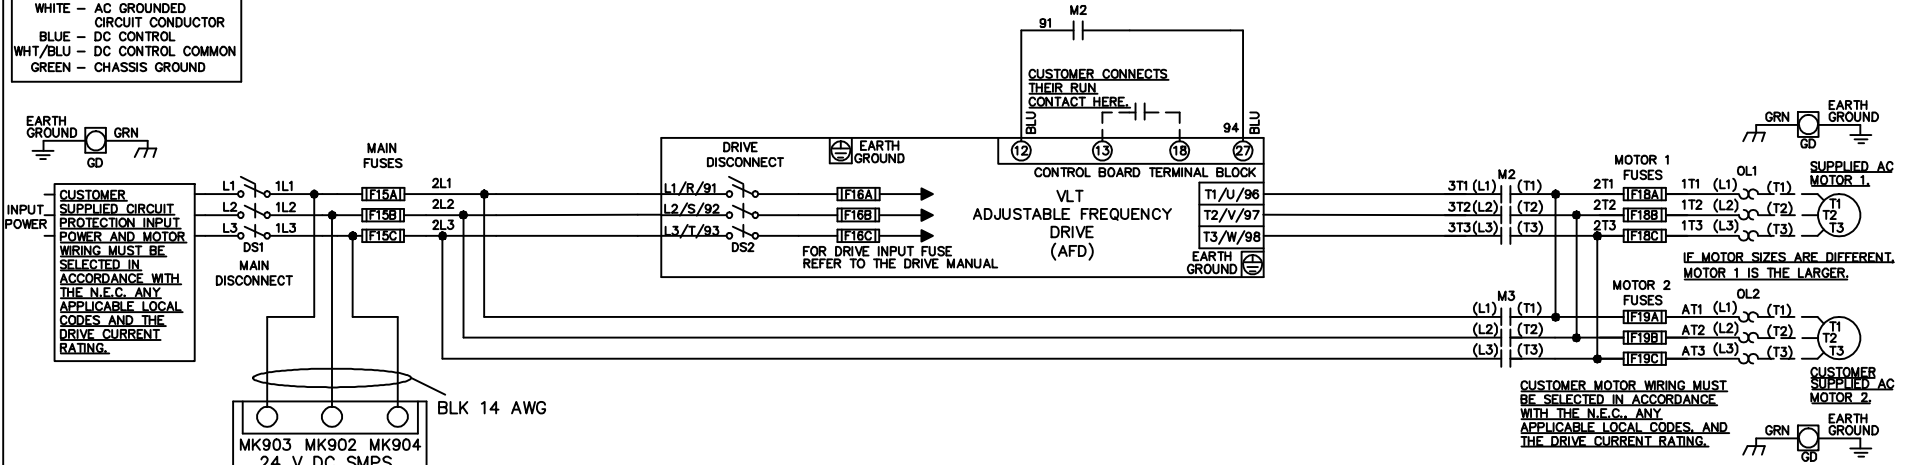 WHITE – AC GROUNDED
CIRCUIT CONDUCTOR
BLUE – DC CONTROL
WHT/BLU – DC CONTROL COMMON
GREEN – CHASSIS GROUND
EARTH
GROUND
GRN
GD
INPUT
POWER
CUSTOMER
SUPPLIED CIRCUIT
PROTECTION INPUT
POWER AND MOTOR
WIRING MUST BE
SELECTED IN
ACCORDANCE WITH
THE N.E.C. ANY
APPLICABLE LOCAL
CODES AND THE
DRIVE CURRENT
RATING.
L1
1L1
L2
1L2
L3
1L3
DS1
MAIN
DISCONNECT
MAIN
FUSES
F15A
F15B
F15C
2L1
2L2
2L3
BLK 14 AWG
MK903 MK902 MK904
24 V DC SMPS
M2
91
CUSTOMER CONNECTS
THEIR RUN
CONTACT HERE.
BLU
94
BLU
12
13
18
27
CONTROL BOARD TERMINAL BLOCK
DRIVE
DISCONNECT
EARTH
GROUND
L1/R/91
L2/S/92
L3/T/93
DS2
F16A
F16B
F16C
FOR DRIVE INPUT FUSE
REFER TO THE DRIVE MANUAL
VLT
ADJUSTABLE FREQUENCY
DRIVE
(AFD)
T1/U/96
T2/V/97
T3/W/98
EARTH
GROUND
M2
3T1 (L1) (T1)
3T2(L2) (T2)
3T3(L3) (T3)
MOTOR 1
FUSES
2T1
2T2
2T3
F18A
F18B
F18C
1T1 (L1)
1T2 (L2)
1T3 (L3)
OL1
(T1)
(T2)
(T3)
T1
T2
T3
GRN
EARTH
GROUND
GD
SUPPLIED AC
MOTOR 1.
IF MOTOR SIZES ARE DIFFERENT,
MOTOR 1 IS THE LARGER.
M3
(L1) (T1)
(L2) (T2)
(L3) (T3)
MOTOR 2
FUSES
F19A
F19B
F19C
AT1 (L1)
AT2 (L2)
AT3 (L3)
OL2
(T1)
(T2)
(T3)
T1
T2
T3
CUSTOMER
SUPPLIED AC
MOTOR 2.
CUSTOMER MOTOR WIRING MUST
BE SELECTED IN ACCORDANCE
WITH THE N.E.C., ANY
APPLICABLE LOCAL CODES, AND
THE DRIVE CURRENT RATING.
GRN
EARTH
GROUND
GD